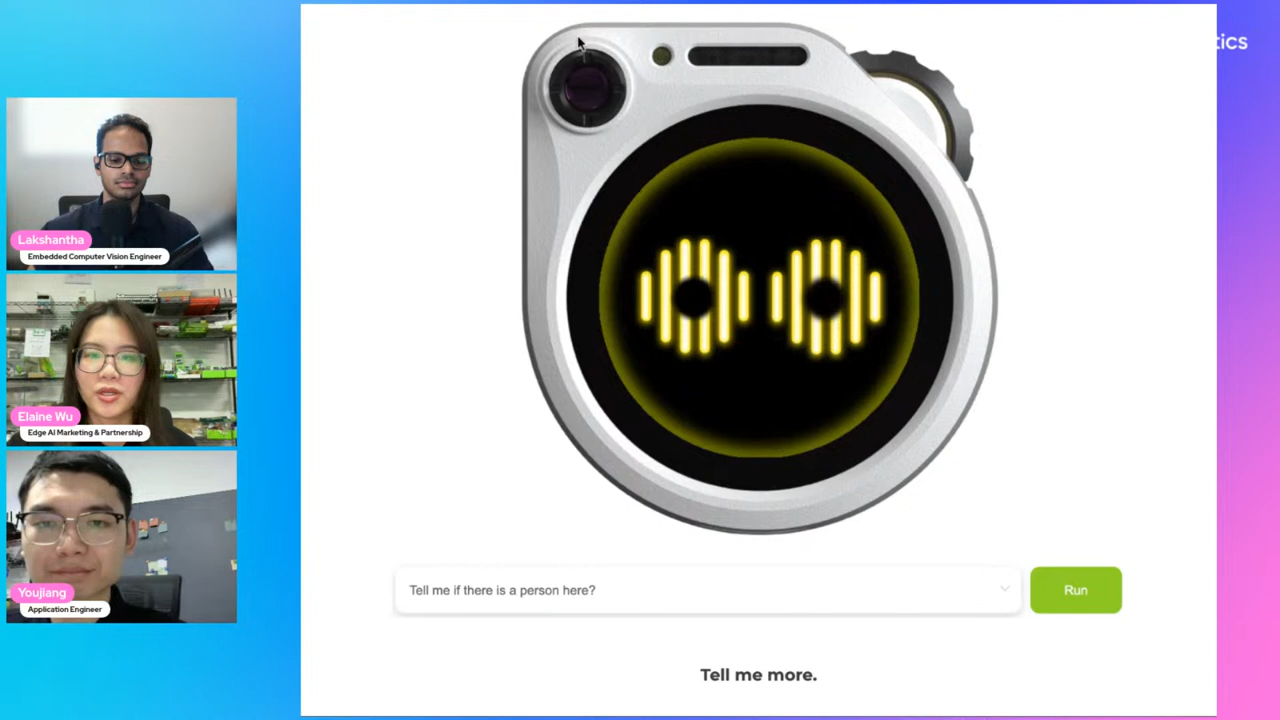 tics
Lakshantha
Embedded Computer Vision Engineer
Elaine Wu
Edge AI Marketing & Partnership
Youjiang
Application Engineer
Tell me if there is a person here?
Run
Tell me more.